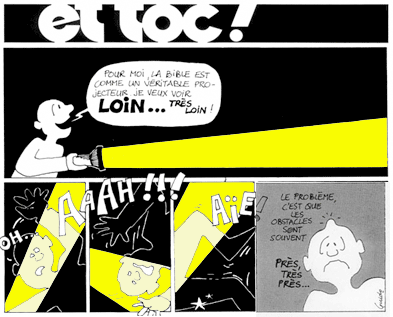 et toc!
POUR MOI, LA BIBLE EST
COMME UN VÉRITABLE PRO-
JECTEUR. JE VEUX VOIR
LOIN... TRÈS
LOIN!
OH..
AAAAH!!!
AÏE!
LE PROBLÈME,
C'EST QUE
LES
OBSTACLES
SONT
SOUVENT
PRÈS,
TRÈS
PRÈS...